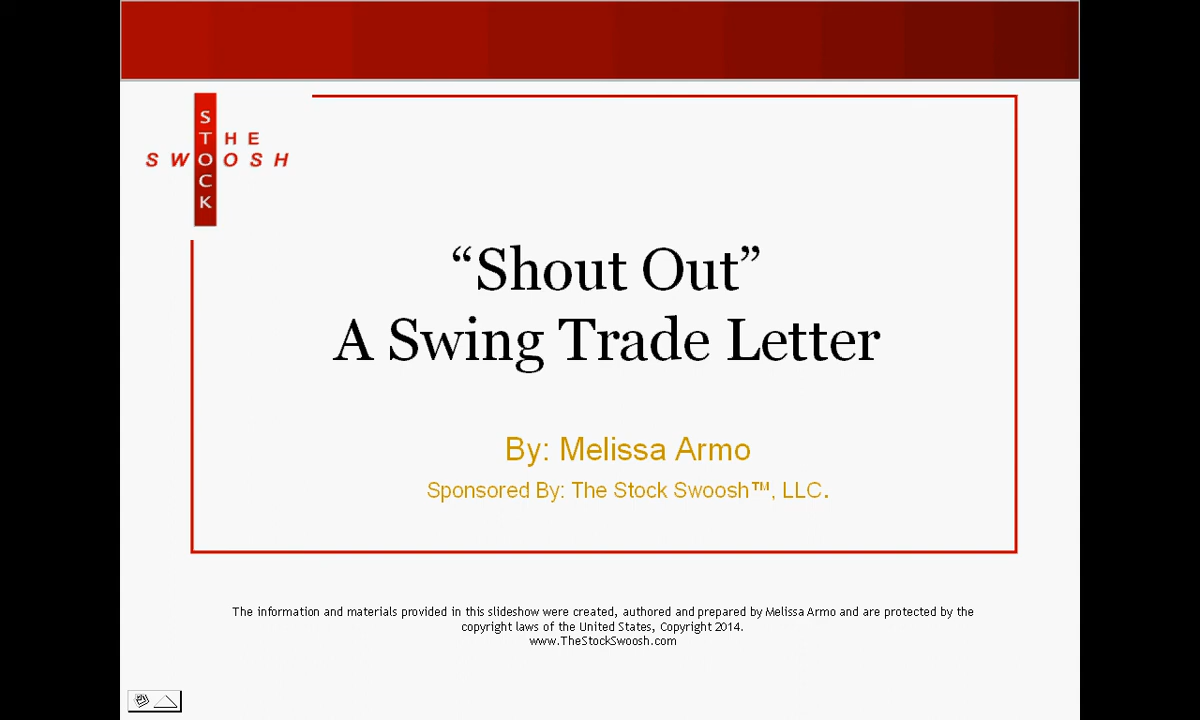 THE
STOCK
SWOOSH
“Shout Out”
A Swing Trade Letter
By: Melissa Armo
Sponsored By: The Stock Swoosh™, LLC.
The information and materials provided in this slideshow were created, authored and prepared by Melissa Armo and are protected by the
copyright laws of the United States, Copyright 2014.
www.TheStockSwoosh.com